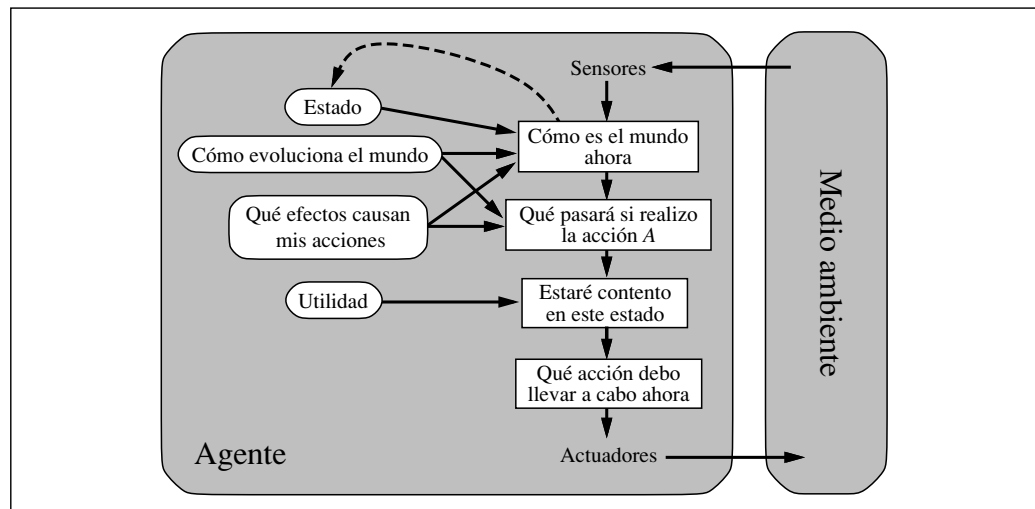 Sensores
Estado
Cómo es el mundo
ahora
Cómo evoluciona el mundo
Qué efectos causan
mis acciones
Qué pasará si realizo
la acción A
Utilidad
Estaré contento
en este estado
Qué acción debo
llevar a cabo ahora
Agente
Actuadores
Medio ambiente